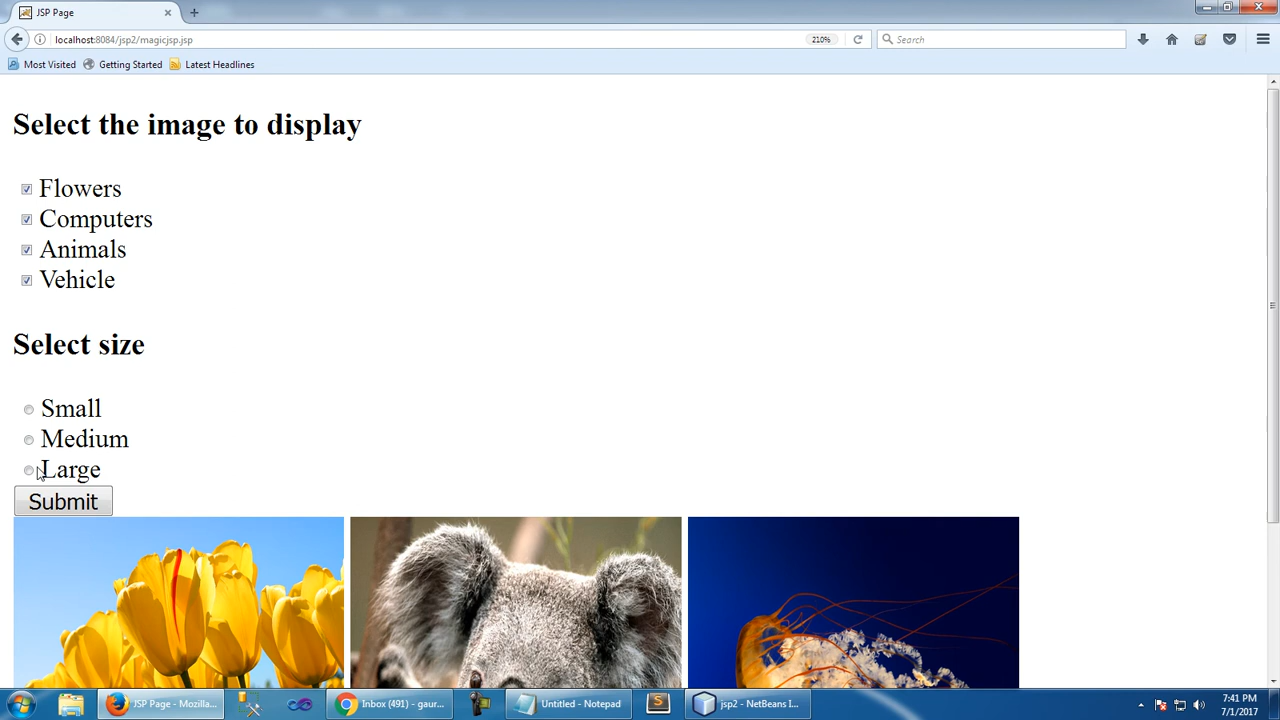 JSP Page
localhost:8084/jsp2/magicjsp.jsp
210%
Search
Most Visited
Getting Started
Latest Headlines
Select the image to display
Flowers
Computers
Animals
Vehicle
Select size
Small
Medium
Large
Submit
JSP Page - Mozilla...
Inbox (491) - gaur...
Untitled - Notepad
jsp2 - NetBeans I...
7:41 PM
7/1/2017